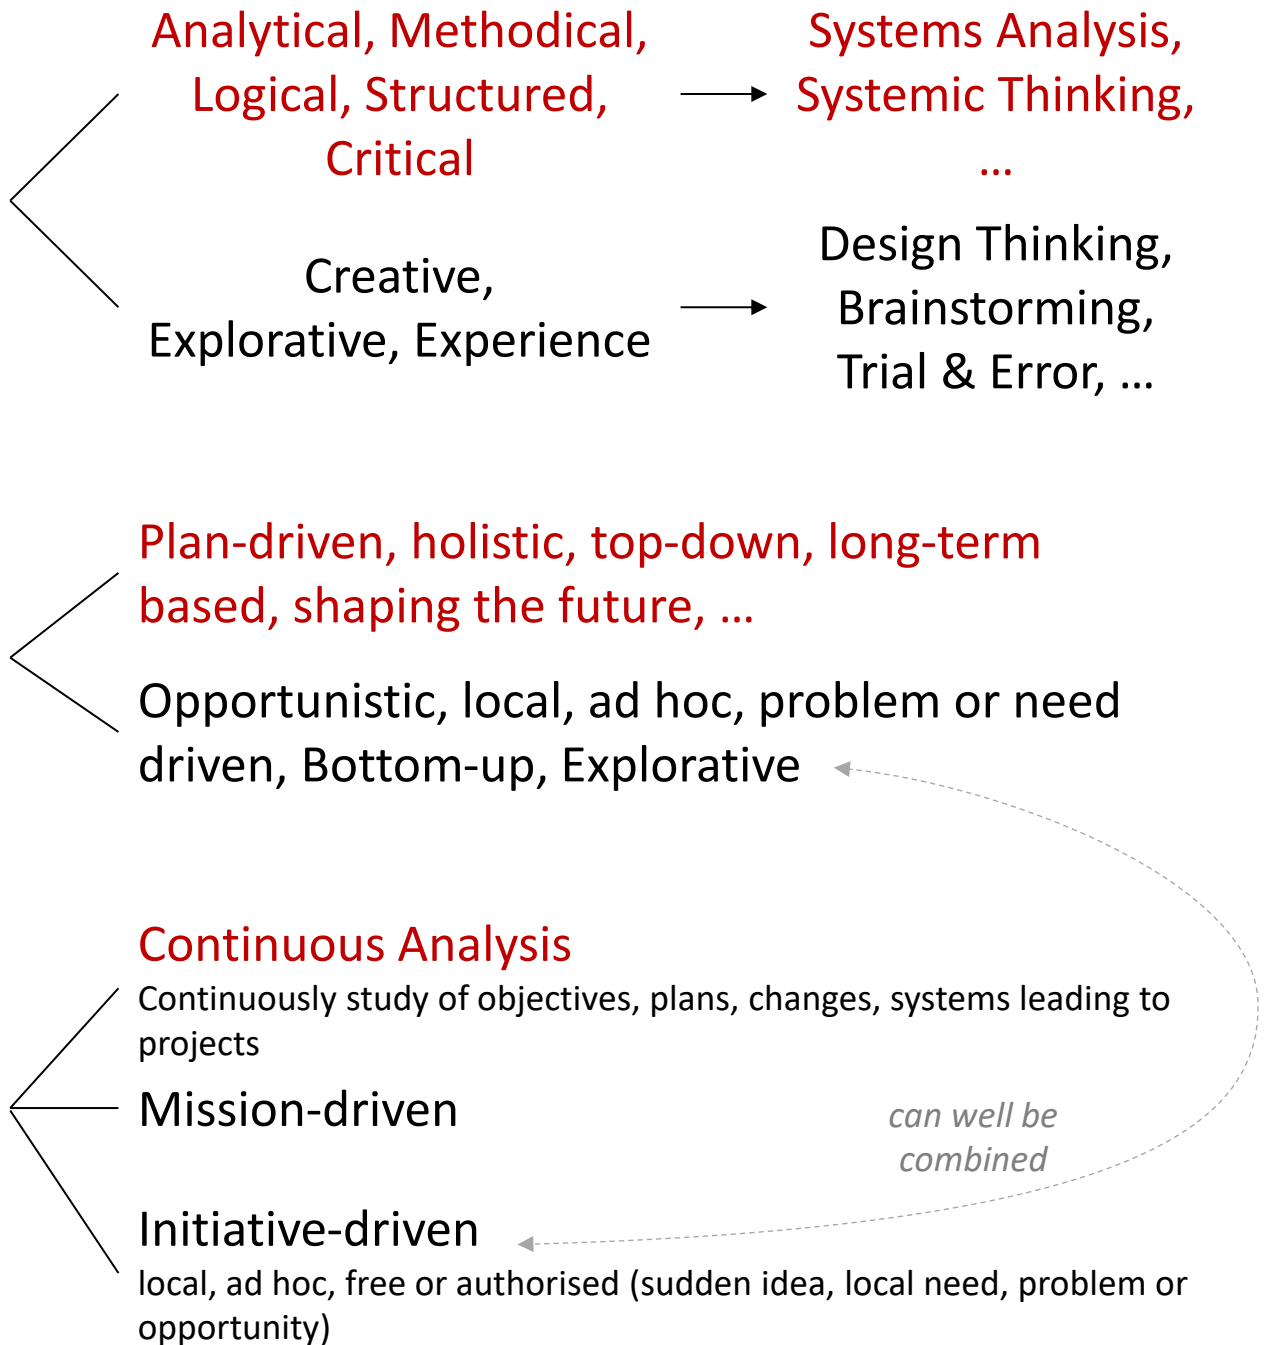 Analytical, Methodical,
Logical, Structured,
Critical
Systems Analysis,
Systemic Thinking,
...
Creative,
Explorative, Experience
Design Thinking,
Brainstorming,
Trial & Error, ...
Plan-driven, holistic, top-down, long-term
based, shaping the future, ...
Opportunistic, local, ad hoc, problem or need
driven, Bottom-up, Explorative
Continuous Analysis
Continuously study of objectives, plans, changes, systems leading to
projects
Mission-driven
can well be
combined
Initiative-driven
local, ad hoc, free or authorised (sudden idea, local need, problem or
opportunity)